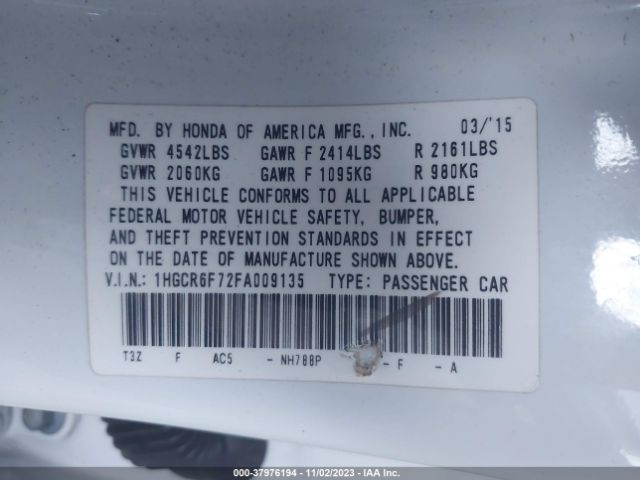 MFD. BY HONDA OF AMERICA MFG., INC. 03/'15
GVWR 4542LBS GAWR F 2414LBS R 2161LBS
GVWR 2060KG GAWR F 1095KG R 980KG
THIS VEHICLE CONFORMS TO ALL APPLICABLE
FEDERAL MOTOR VEHICLE SAFETY, BUMPER,
AND THEFT PREVENTION STANDARDS IN EFFECT
ON THE DATE OF MANUFACTURE SHOWN ABOVE.
V.I.N.: 1HGCR6F72FA009135 TYPE: PASSENGER CAR
T3Z F AC5 - NH788P - F - A
000-37976194 - 11/02/2023 - IAA Inc.